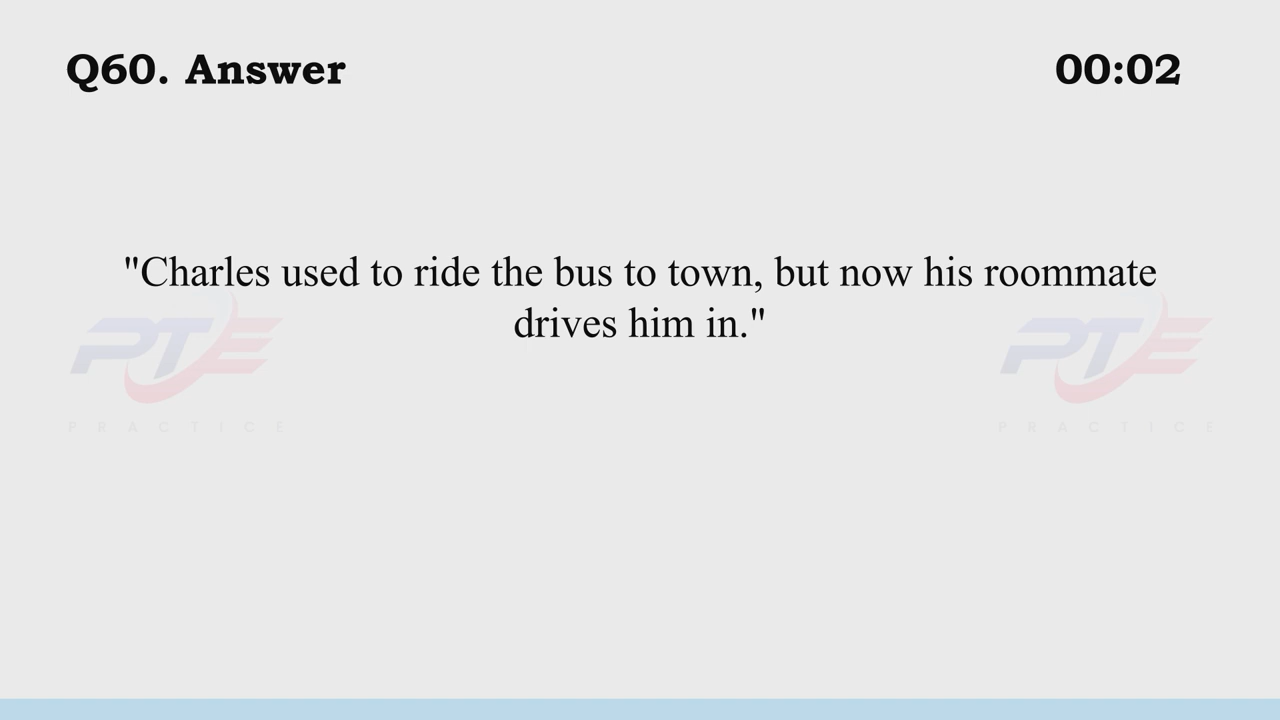 Q60. Answer
00:02
"Charles used to ride the bus to town, but now his roommate
drives him in."
PTE
PRACTICE
PTE
PRACTICE